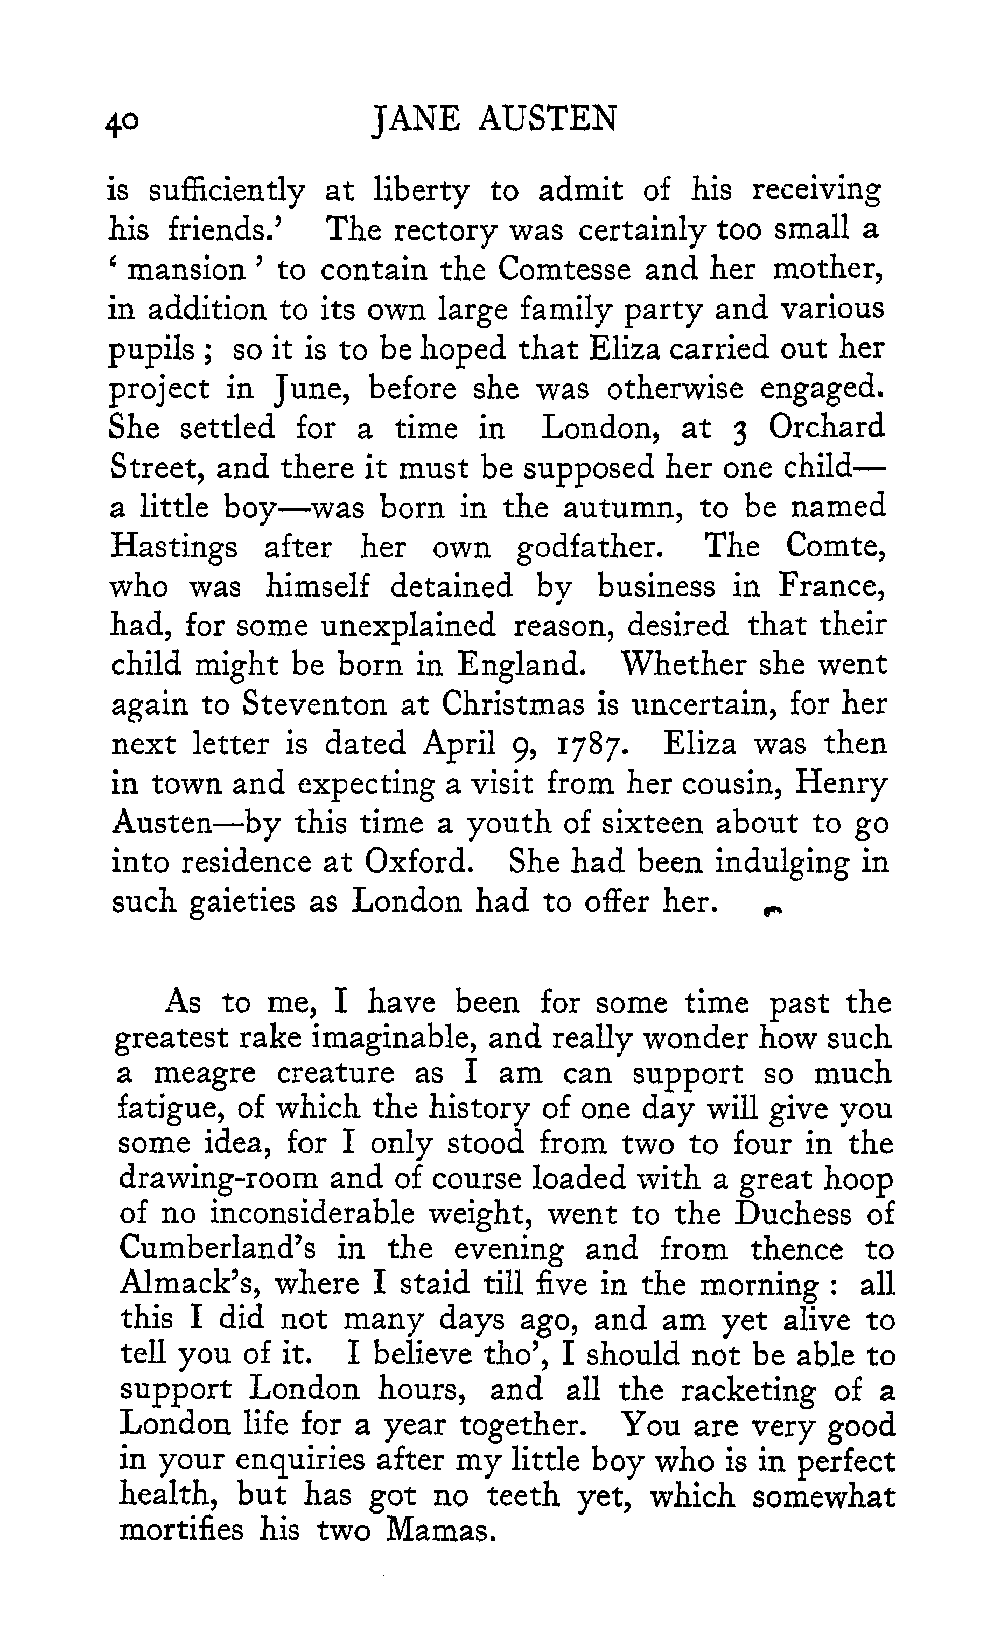 40 JANE AUSTEN
is sufficiently at liberty to admit of his receiving
his friends.’ The rectory was certainly too small a
‘ mansion ’ to contain the Comtesse and her mother,
in addition to its own large family party and various
pupils ; so it is to be hoped that Eliza carried out her
project in June, before she was otherwise engaged.
She settled for a time in London, at 3 Orchard
Street, and there it must be supposed her one child—
a little boy—was born in the autumn, to be named
Hastings after her own godfather. The Comte,
who was himself detained by business in France,
had, for some unexplained reason, desired that their
child might be born in England. Whether she went
again to Steventon at Christmas is uncertain, for her
next letter is dated April 9, 1787. Eliza was then
in town and expecting a visit from her cousin, Henry
Austen—by this time a youth of sixteen about to go
into residence at Oxford. She had been indulging in
such gaieties as London had to offer her.
As to me, I have been for some time past the
greatest rake imaginable, and really wonder how such
a meagre creature as I am can support so much
fatigue, of which the history of one day will give you
some idea, for I only stood from two to four in the
drawing-room and of course loaded with a great hoop
of no inconsiderable weight, went to the Duchess of
Cumberland’s in the evening and from thence to
Almack’s, where I staid till five in the morning : all
this I did not many days ago, and am yet alive to
tell you of it. I believe tho’, I should not be able to
support London hours, and all the racketing of a
London life for a year together. You are very good
in your enquiries after my little boy who is in perfect
health, but has got no teeth yet, which somewhat
mortifies his two Mamas.